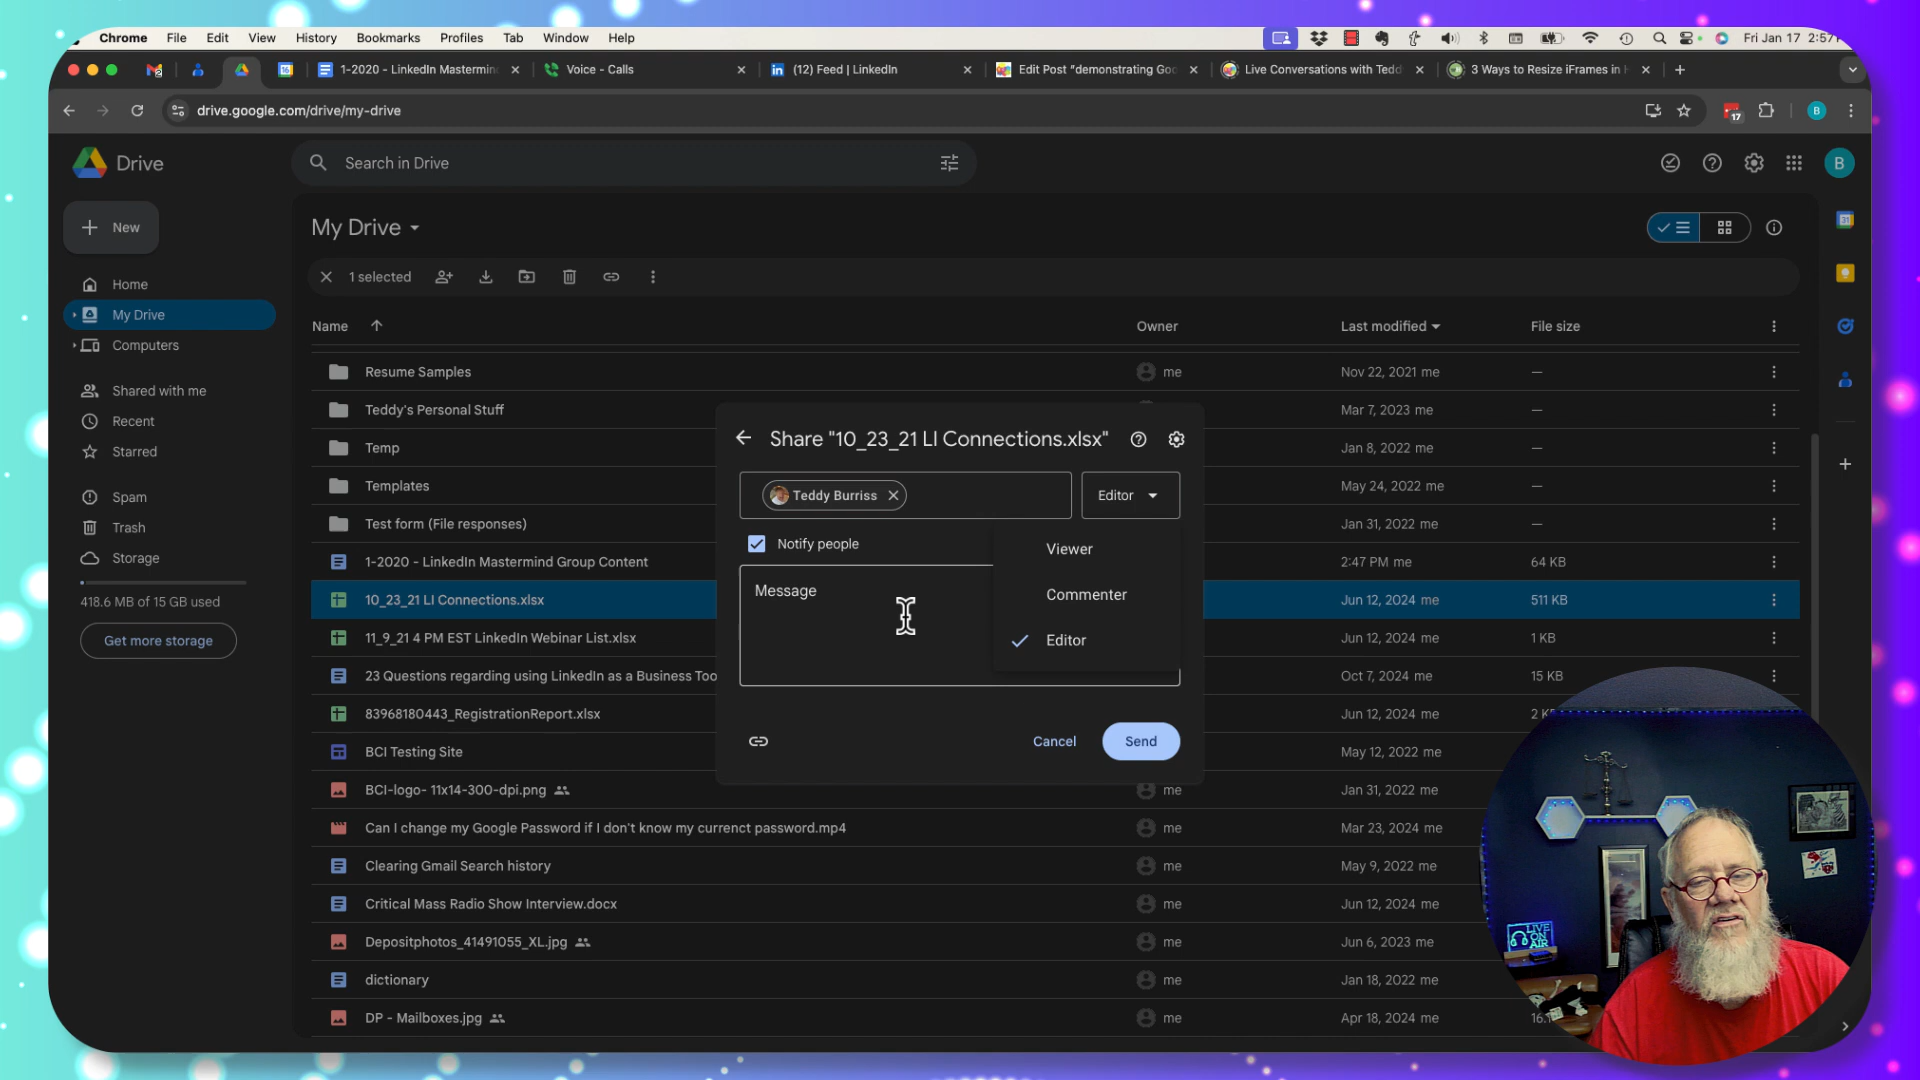 Chrome File Edit View History Bookmarks Profiles Tab Window Help
Fri Jan 17 2:57
1-2020 - LinkedIn Mastermin
Voice - Calls
(12) Feed | LinkedIn
Edit Post "demonstrating Goo
Live Conversations with Tedd
3 Ways to Resize iFrames in H
drive.google.com/drive/my-drive
17
B
Drive
Search in Drive
B
New
My Drive
31
1 selected
Home
My Drive
Computers
Shared with me
Recent
Starred
Spam
Trash
Storage
418.6 MB of 15 GB used
Get more storage
Name Owner Last modified File size
Resume Samples me Nov 22, 2021 me —
Teddy's Personal Stuff Mar 7, 2023 me —
Temp Jan 8, 2022 me —
Templates May 24, 2022 me —
Test form (File responses) Jan 31, 2022 me —
1-2020 - LinkedIn Mastermind Group Content 2:47 PM me 64 KB
10_23_21 LI Connections.xlsx Jun 12, 2024 me 511 KB
11_9_21 4 PM EST LinkedIn Webinar List.xlsx Jun 12, 2024 me 1 KB
23 Questions regarding using LinkedIn as a Business Too Oct 7, 2024 me 15 KB
83968180443_RegistrationReport.xlsx Jun 12, 2024 me 2 K
BCI Testing Site May 12, 2022 me
BCI-logo- 11x14-300-dpi.png me Jan 31, 2022 me
Can I change my Google Password if I don't know my currenct password.mp4 me Mar 23, 2024 me
Clearing Gmail Search history me May 9, 2022 me
Critical Mass Radio Show Interview.docx me Jun 12, 2024 me
Depositphotos_41491055_XL.jpg me Jun 6, 2023 me
dictionary me Jan 18, 2022 me
DP - Mailboxes.jpg me Apr 18, 2024 me 16.
Share "10_23_21 LI Connections.xlsx"
Teddy Burriss
Editor
Notify people
Message
Viewer
Commenter
Editor
Cancel
Send
LIVE
ON
AIR